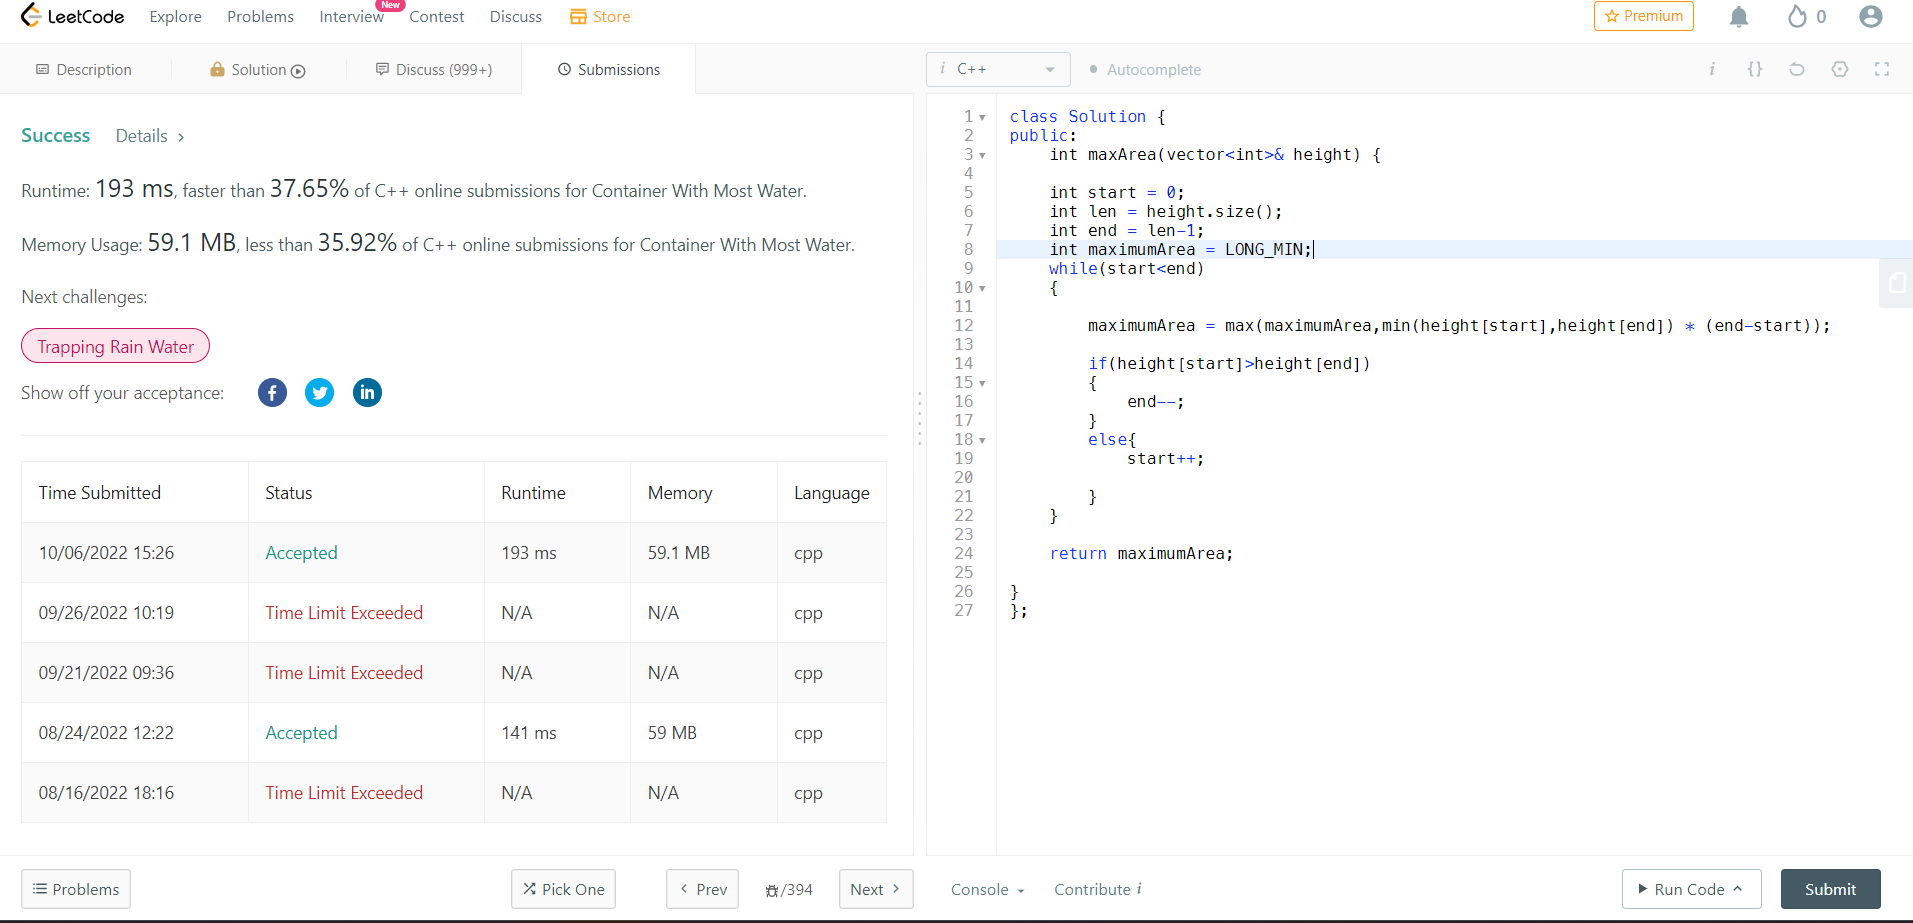 LeetCode Explore Problems Interview New Contest Discuss Store Premium 0
Description Solution Discuss (999+) Submissions
i C++ Autocomplete i {}
Success Details >
Runtime: 193 ms, faster than 37.65% of C++ online submissions for Container With Most Water.
Memory Usage: 59.1 MB, less than 35.92% of C++ online submissions for Container With Most Water.
Next challenges:
Trapping Rain Water
Show off your acceptance: f in
Time Submitted Status Runtime Memory Language
10/06/2022 15:26 Accepted 193 ms 59.1 MB cpp
09/26/2022 10:19 Time Limit Exceeded N/A N/A cpp
09/21/2022 09:36 Time Limit Exceeded N/A N/A cpp
08/24/2022 12:22 Accepted 141 ms 59 MB cpp
08/16/2022 18:16 Time Limit Exceeded N/A N/A cpp
1 class Solution {
2 public:
3 int maxArea(vector<int>& height) {
4
5 int start = 0;
6 int len = height.size();
7 int end = len-1;
8 int maximumArea = LONG_MIN;
9 while(start<end)
10 {
11
12 maximumArea = max(maximumArea,min(height[start],height[end]) * (end-start));
13
14 if(height[start]>height[end])
15 {
16 end--;
17 }
18 else{
19 start++;
20
21 }
22 }
23
24 return maximumArea;
25
26 }
27 };
Problems Pick One < Prev /394 Next >
Console Contribute i Run Code Submit